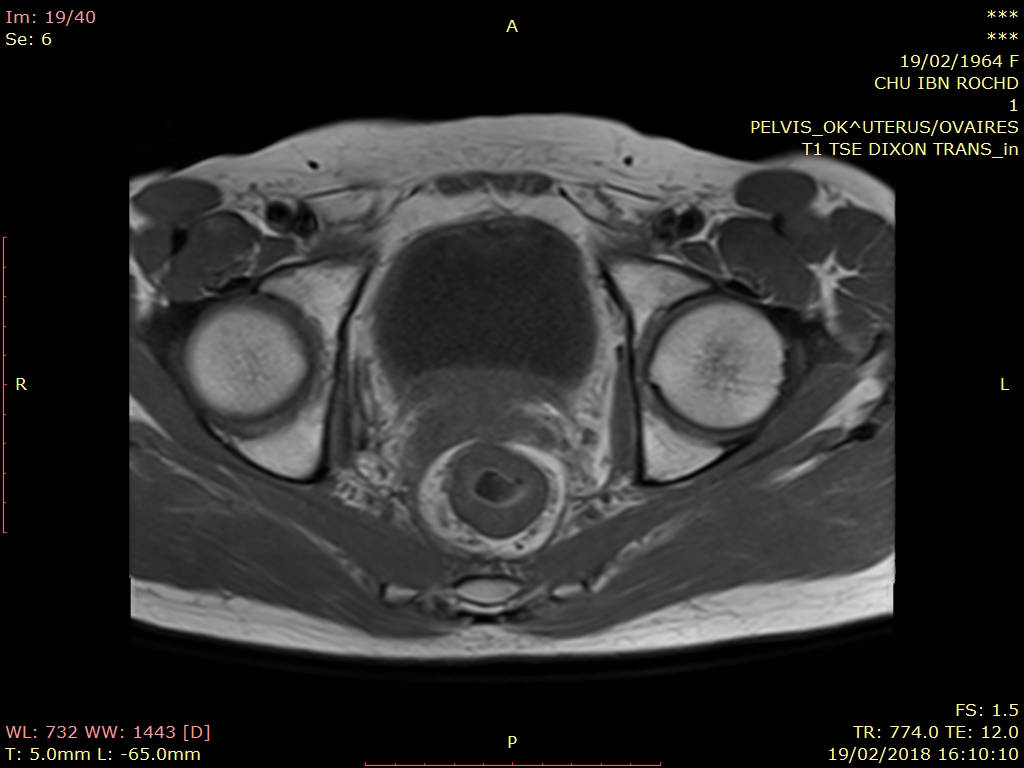 Im: 19/40
Se: 6
A
***
***
19/02/1964 F
CHU IBN ROCHD
1
PELVIS_OK^UTERUS/OVAIRES
T1 TSE DIXON TRANS_in
R
L
WL: 732 WW: 1443 [D]
T: 5.0mm L: -65.0mm
P
FS: 1.5
TR: 774.0 TE: 12.0
19/02/2018 16:10:10